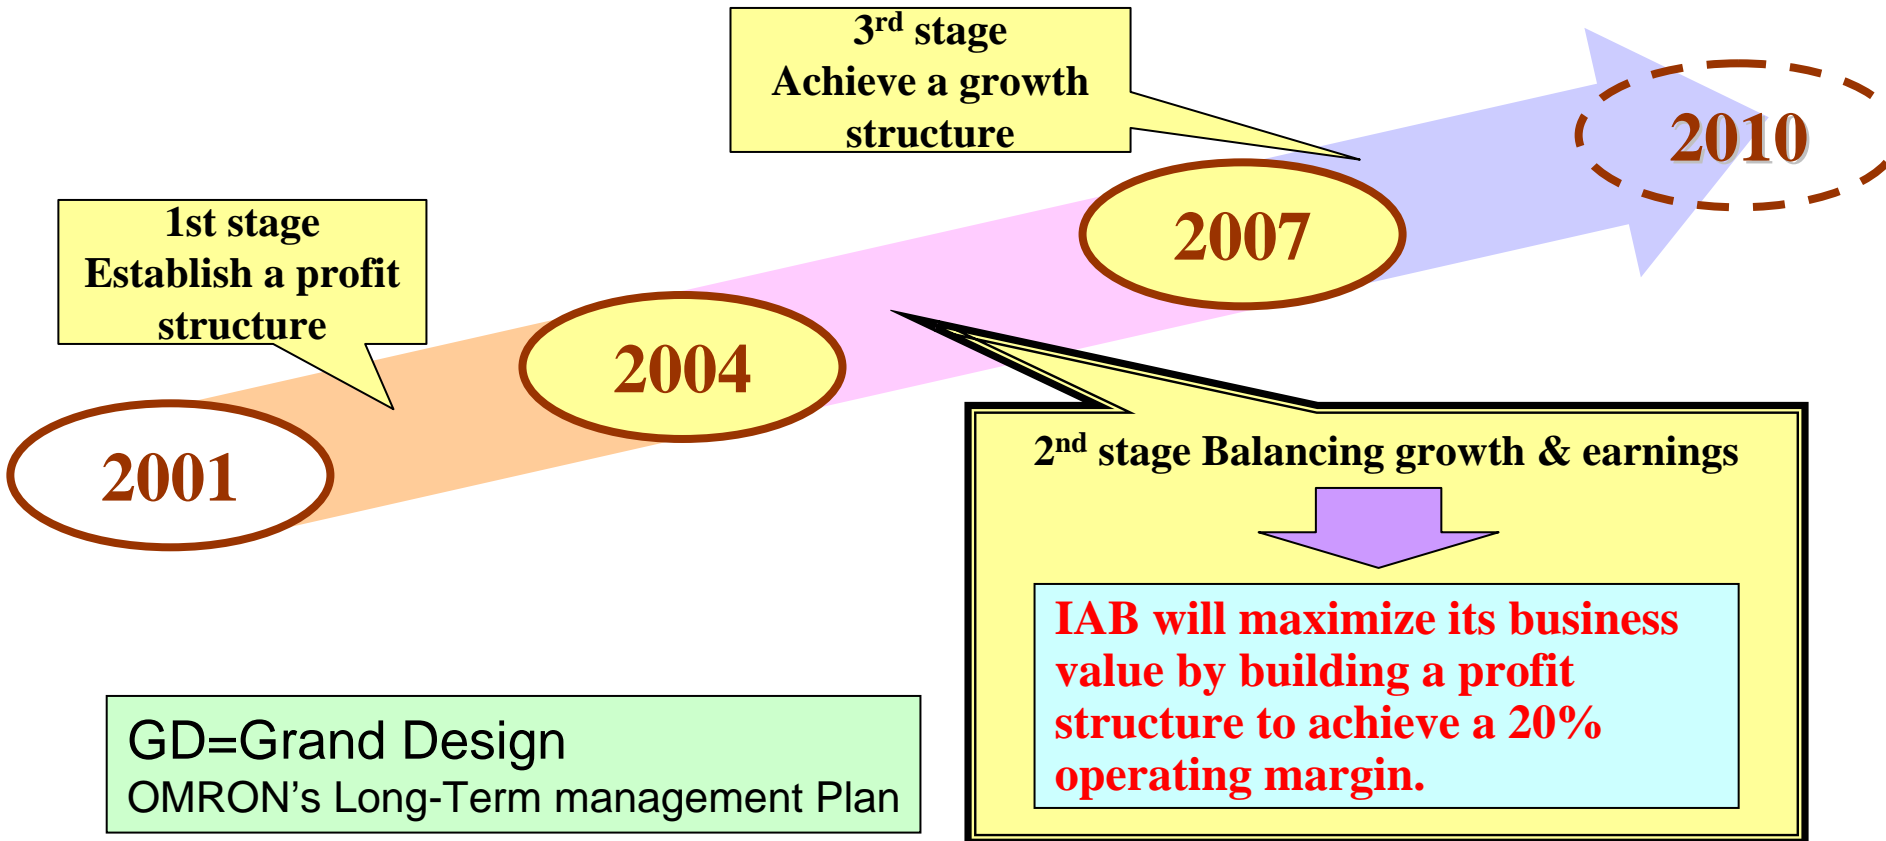 3rd stage
Achieve a growth
structure
2010
1st stage
Establish a profit
structure
2007
2004
2001
2nd stage Balancing growth & earnings
IAB will maximize its business
value by building a profit
structure to achieve a 20%
operating margin.
GD=Grand Design
OMRON’s Long-Term management Plan